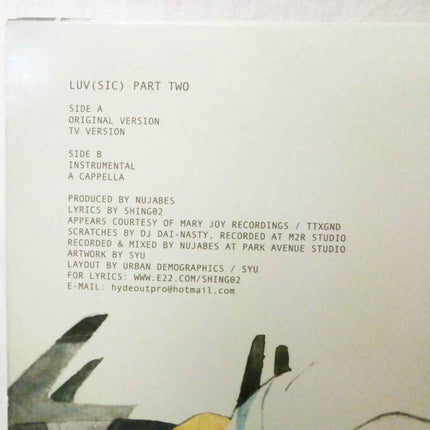 LUV(SIC) PART TWO
SIDE A
ORIGINAL VERSION
TV VERSION
SIDE B
INSTRUMENTAL
A CAPPELLA
PRODUCED BY NUJABES
LYRICS BY SHING02
APPEARS COURTESY OF MARY JOY RECORDINGS / TTXGND
SCRATCHES BY DJ DAI-NASTY, RECORDED AT M2R STUDIO
RECORDED & MIXED BY NUJABES AT PARK AVENUE STUDIO
ARTWORK BY SYU
LAYOUT BY URBAN DEMOGRAPHICS / SYU
FOR LYRICS: WWW.E22.COM/SHING02
E-MAIL: hydeoutpro@hotmail.com